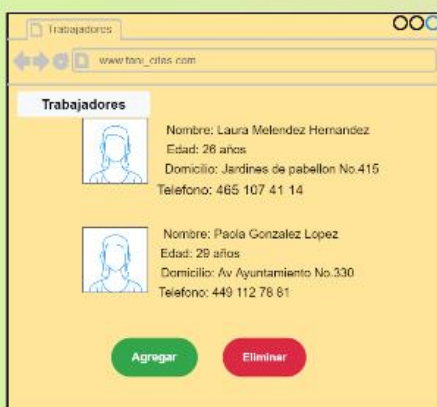 Trabajadores
www.tani_citas.com
Trabajadores
Nombre: Laura Melendez Hernandez
Edad: 26 años
Domicilio: Jardines de pabellon No.415
Telefono: 465 107 41 14
Nombre: Paola Gonzalez Lopez
Edad: 29 años
Domicilio: Av Ayuntamiento No.330
Telefono: 449 112 78 81
Agregar
Eliminar